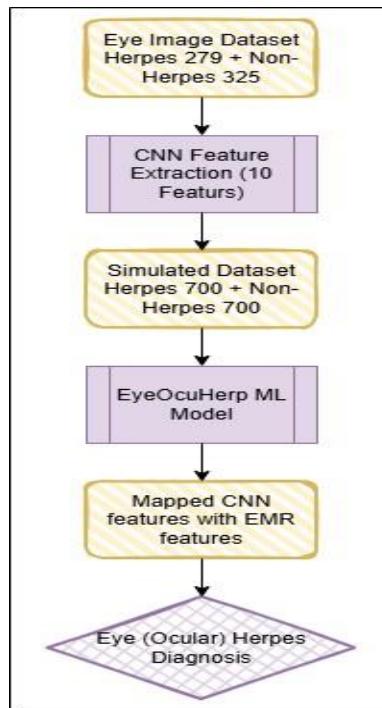 Eye Image Dataset
Herpes 279 + Non-
Herpes 325
CNN Feature
Extraction (10
Featurs)
Simulated Dataset
Herpes 700 + Non-
Herpes 700
EyeOcuHerp ML
Model
Mapped CNN
features with EMR
features
Eye (Ocular) Herpes
Diagnosis